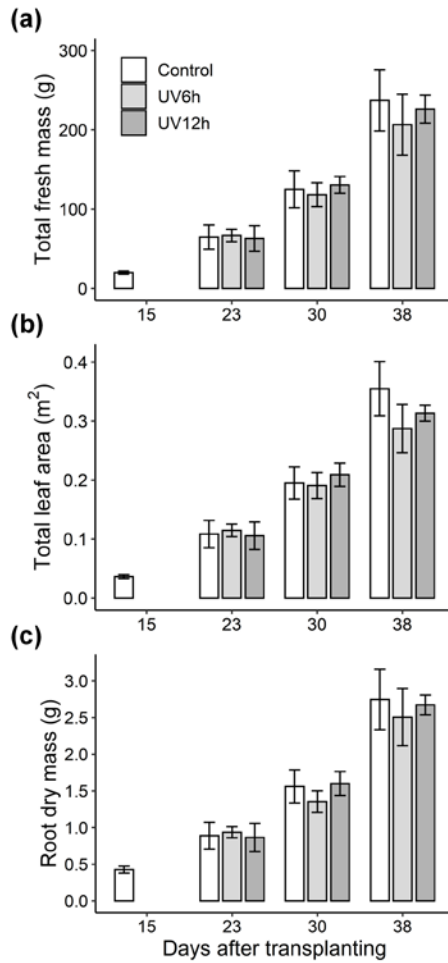 (a)
Total fresh mass (g)
300
200
100
0
Control
UV6h
UV12h
15 23 30 38
(b)
Total leaf area (m²)
0.4
0.3
0.2
0.1
0.0
15 23 30 38
(c)
Root dry mass (g)
3.0
2.5
2.0
1.5
1.0
0.5
0.0
15 23 30 38
Days after transplanting